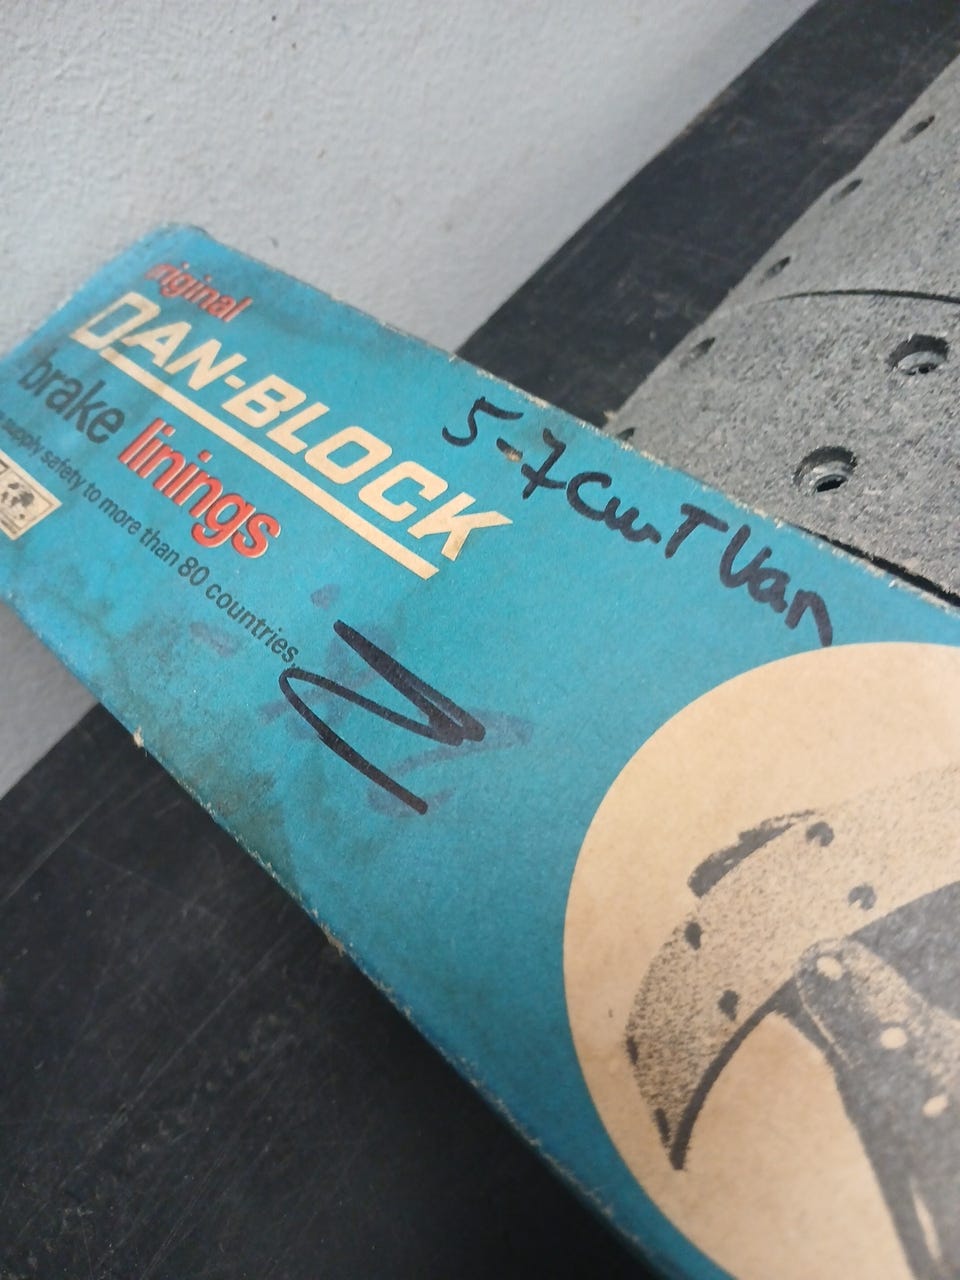 original
DAN-BLOCK
brake linings
supply safety to more than 80 countries
5-7CwT Van